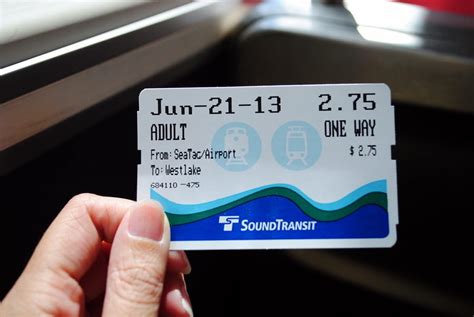 Jun-21-13 2.75
ADULT ONE WAY
From: SeaTac/Airport $ 2.75
To: Westlake
684110 -475
SOUNDTRANSIT